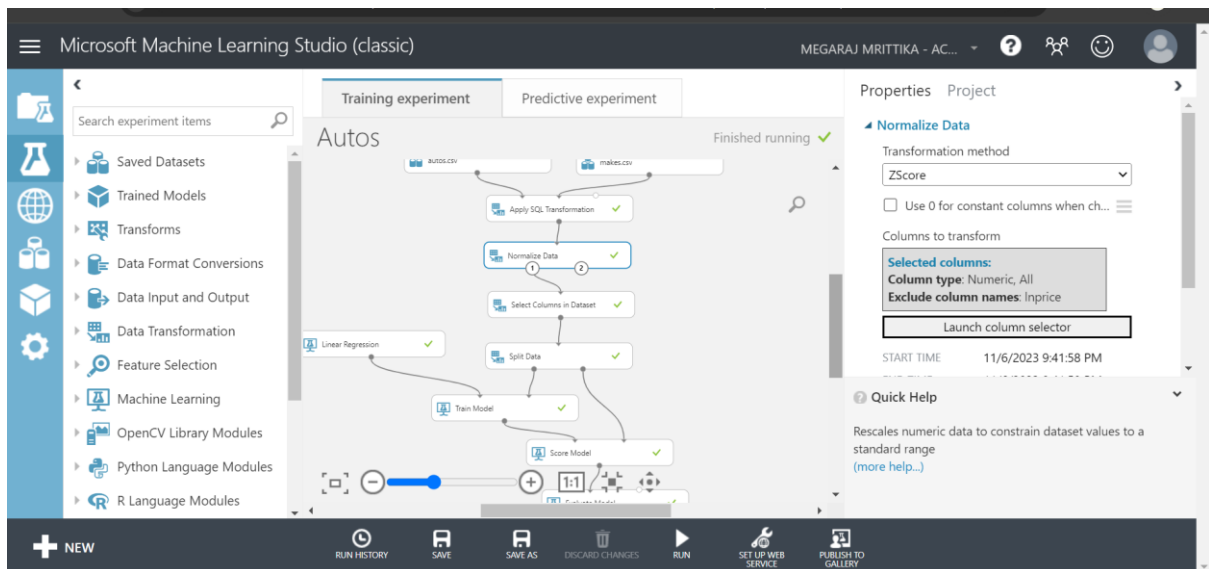 Microsoft Machine Learning Studio (classic)
MEGARAJ MRITTIKA - AC...
?
Search experiment items
Saved Datasets
Trained Models
Transforms
Data Format Conversions
Data Input and Output
Data Transformation
Feature Selection
Machine Learning
OpenCV Library Modules
Python Language Modules
R Language Modules
Training experiment
Predictive experiment
Autos
Finished running
autos.csv
makes.csv
Apply SQL Transformation
Normalize Data
1
2
Select Columns in Dataset
Linear Regression
Split Data
Train Model
Score Model
1:1
Evaluate Model
Properties
Project
Normalize Data
Transformation method
ZScore
Use 0 for constant columns when ch...
Columns to transform
Selected columns:
Column type: Numeric, All
Exclude column names: lnprice
Launch column selector
START TIME 11/6/2023 9:41:58 PM
Quick Help
Rescales numeric data to constrain dataset values to a
standard range
(more help...)
NEW
RUN HISTORY
SAVE
SAVE AS
DISCARD CHANGES
RUN
SET UP WEB
SERVICE
PUBLISH TO
GALLERY